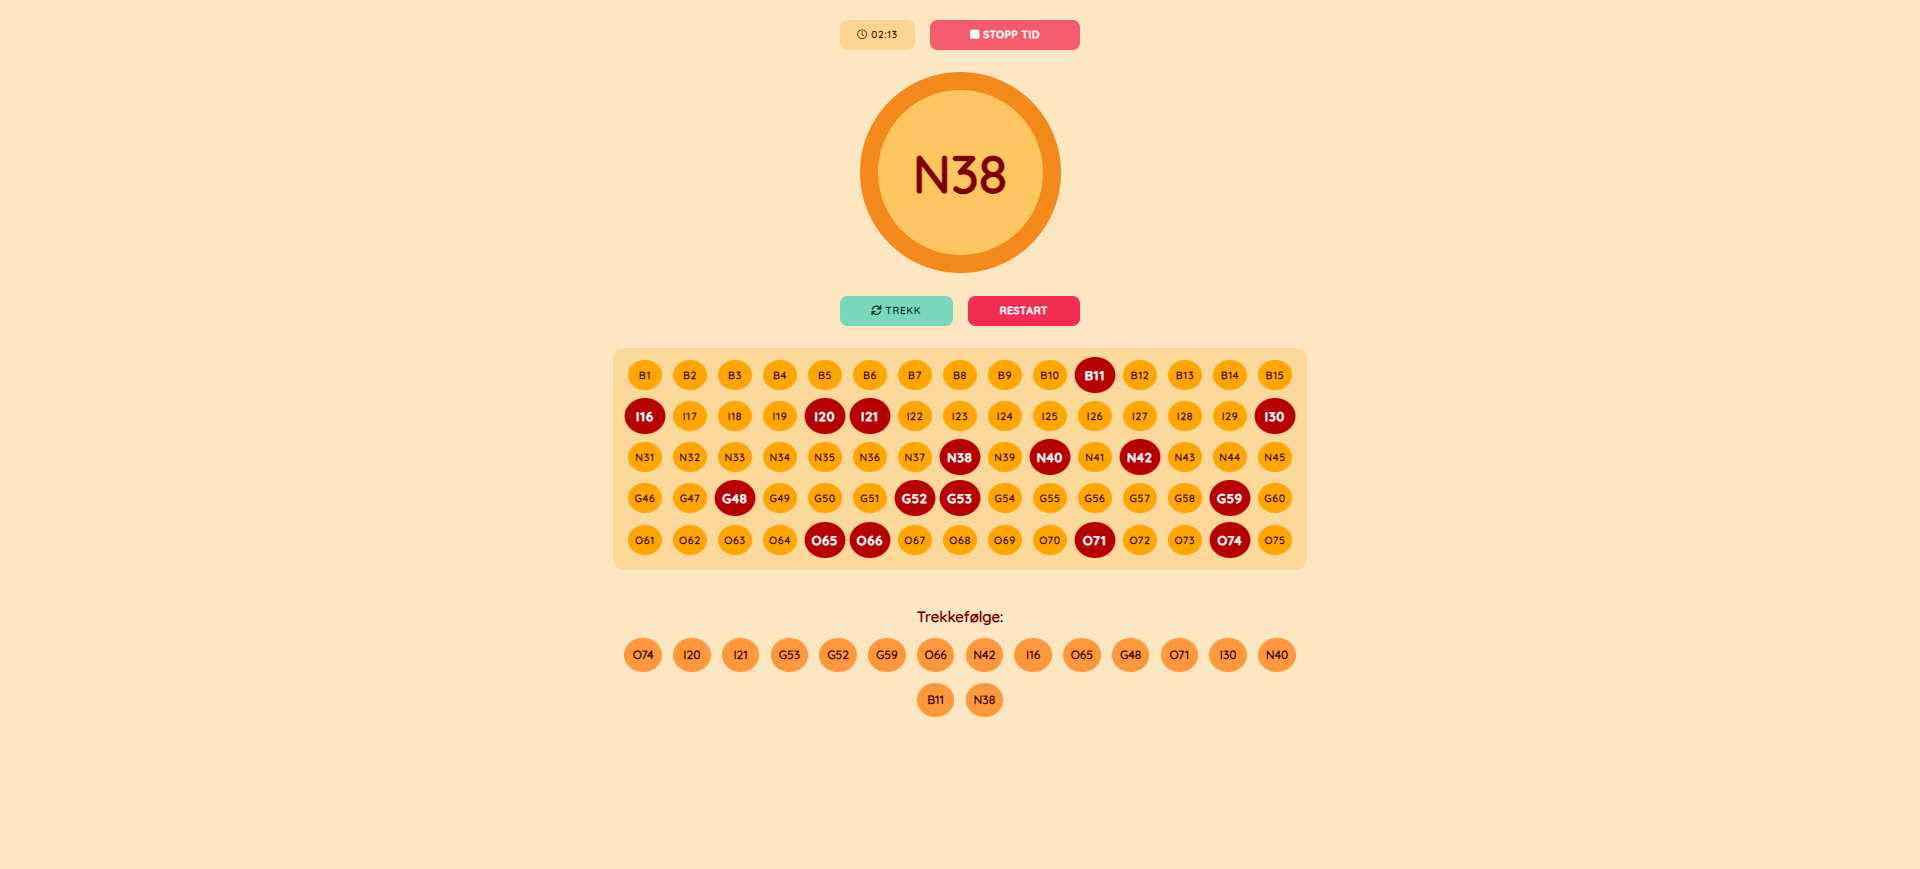 02:13 STOPP TID
N38
TREKK RESTART
B1 B2 B3 B4 B5 B6 B7 B8 B9 B10 B11 B12 B13 B14 B15
I16 I17 I18 I19 I20 I21 I22 I23 I24 I25 I26 I27 I28 I29 I30
N31 N32 N33 N34 N35 N36 N37 N38 N39 N40 N41 N42 N43 N44 N45
G46 G47 G48 G49 G50 G51 G52 G53 G54 G55 G56 G57 G58 G59 G60
O61 O62 O63 O64 O65 O66 O67 O68 O69 O70 O71 O72 O73 O74 O75
Trekkefølge:
O74 I20 I21 G53 G52 G59 O66 N42 I16 O65 G48 O71 I30 N40
B11 N38